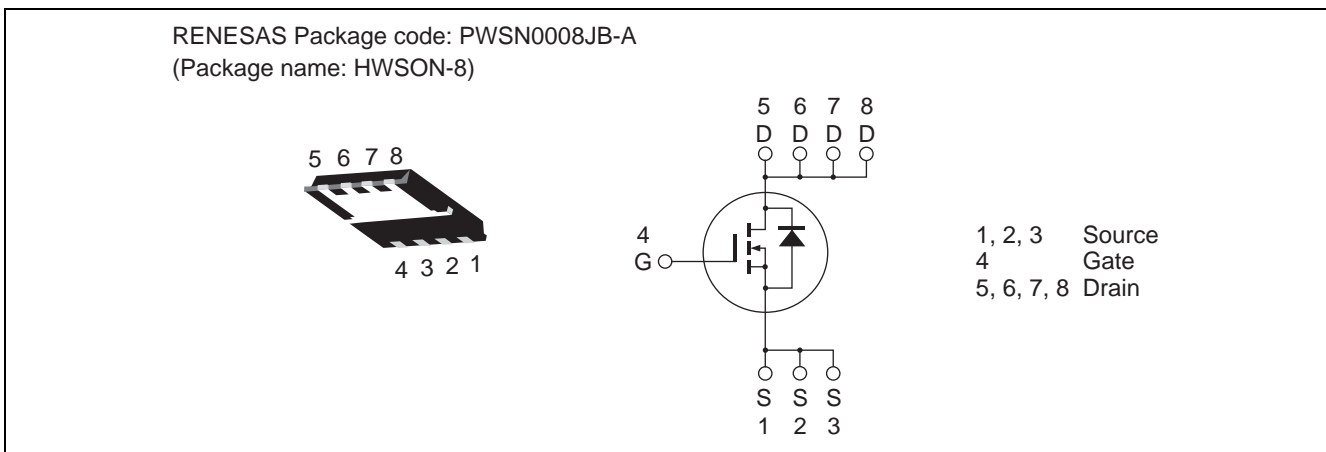 RENESAS Package code: PWSN0008JB-A
(Package name: HWSON-8)
5 6 7 8
4 3 2 1
5 6 7 8
D D D D
4
G
S S S
1 2 3
1, 2, 3 Source
4 Gate
5, 6, 7, 8 Drain